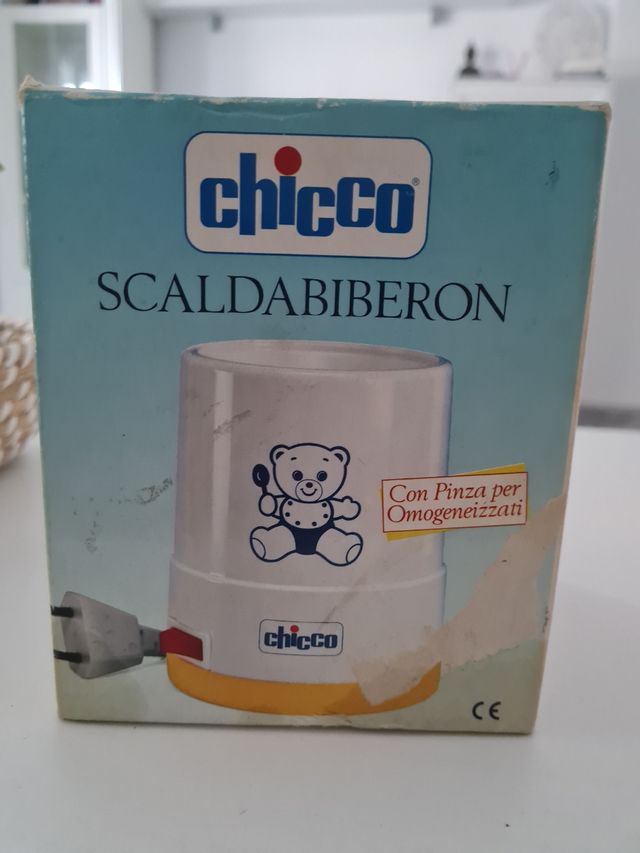 chicco®
SCALDABIBERON
Con Pinza per
Omogeneizzati
chicco
CE